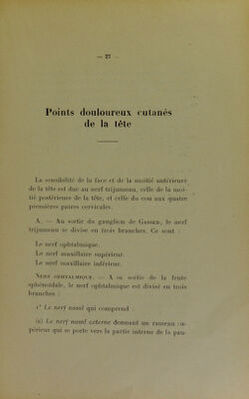 — 27 —
Points douloureux cutanés
de la tête
La sensibilité de la face et de la moitié antérieure
de la tête est due au nerf trijumeau, celle de la moi-
tié postérieure de la tête, et celle du cou aux quatre
premières paires cervicales.
A. — Au sortir du ganglion de Gasser, le nerf
trijumeau se divise en trois branches. Ce sont :
Le nerf ophtalmique.
Le nerf maxillaire supérieur.
Le nerf maxillaire inférieur.
Nerf ophtalmique. — A sa sortie de la fente
sphénoïdale, le nerf ophtalmique est divisé en trois
branches :
1° Le nerf nasal qui comprend :
(a) Le nerf nasal externe donnant un rameau su-
périeur qui se porte vers la partie interne de la pau-